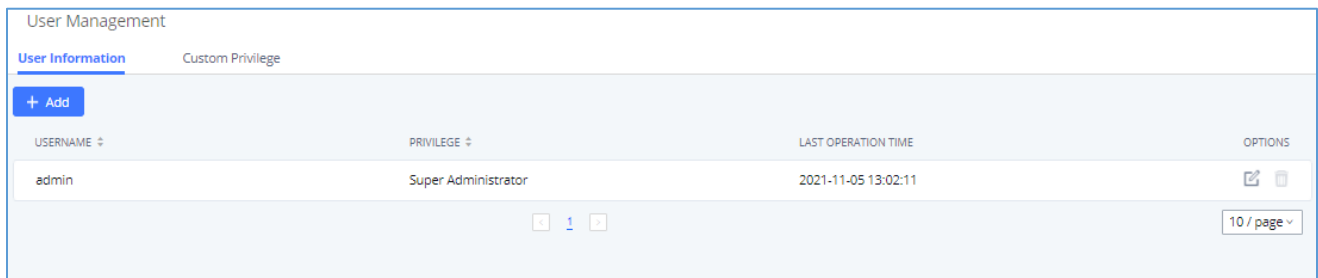 User Management
User Information Custom Privilege
+ Add
USERNAME PRIVILEGE LAST OPERATION TIME OPTIONS
admin Super Administrator 2021-11-05 13:02:11
< 1 > 10 / page